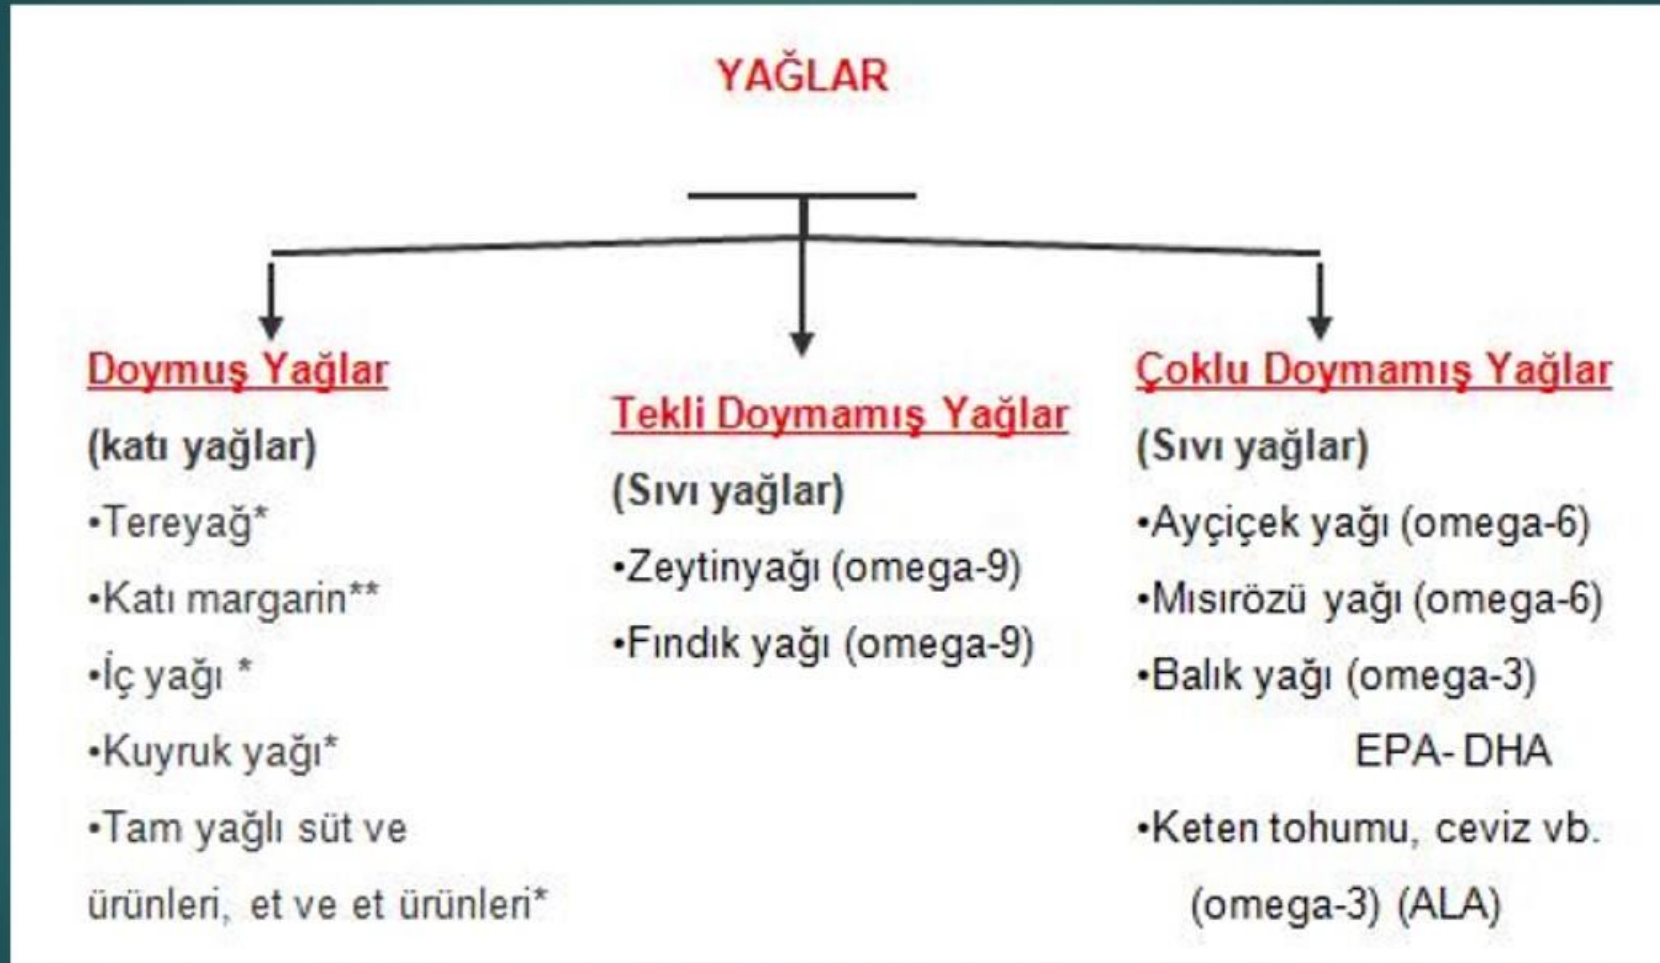 YAĞLAR
Doymuş Yağlar
(katı yağlar)
•Tereyağ*
•Katı margarin**
•İç yağı *
•Kuyruk yağı*
•Tam yağlı süt ve
ürünleri, et ve et ürünleri*
Tekli Doymamış Yağlar
(Sıvı yağlar)
•Zeytinyağı (omega-9)
•Fındık yağı (omega-9)
Çoklu Doymamış Yağlar
(Sıvı yağlar)
•Ayçiçek yağı (omega-6)
•Mısırözü yağı (omega-6)
•Balık yağı (omega-3)
EPA- DHA
•Keten tohumu, ceviz vb.
(omega-3) (ALA)